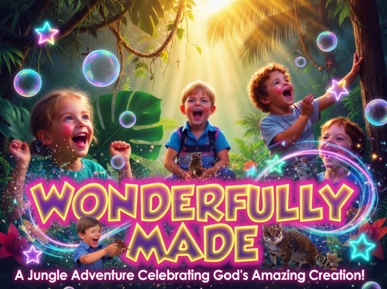 WONDERFULLY
MADE
A Jungle Adventure Celebrating God's Amazing Creation!